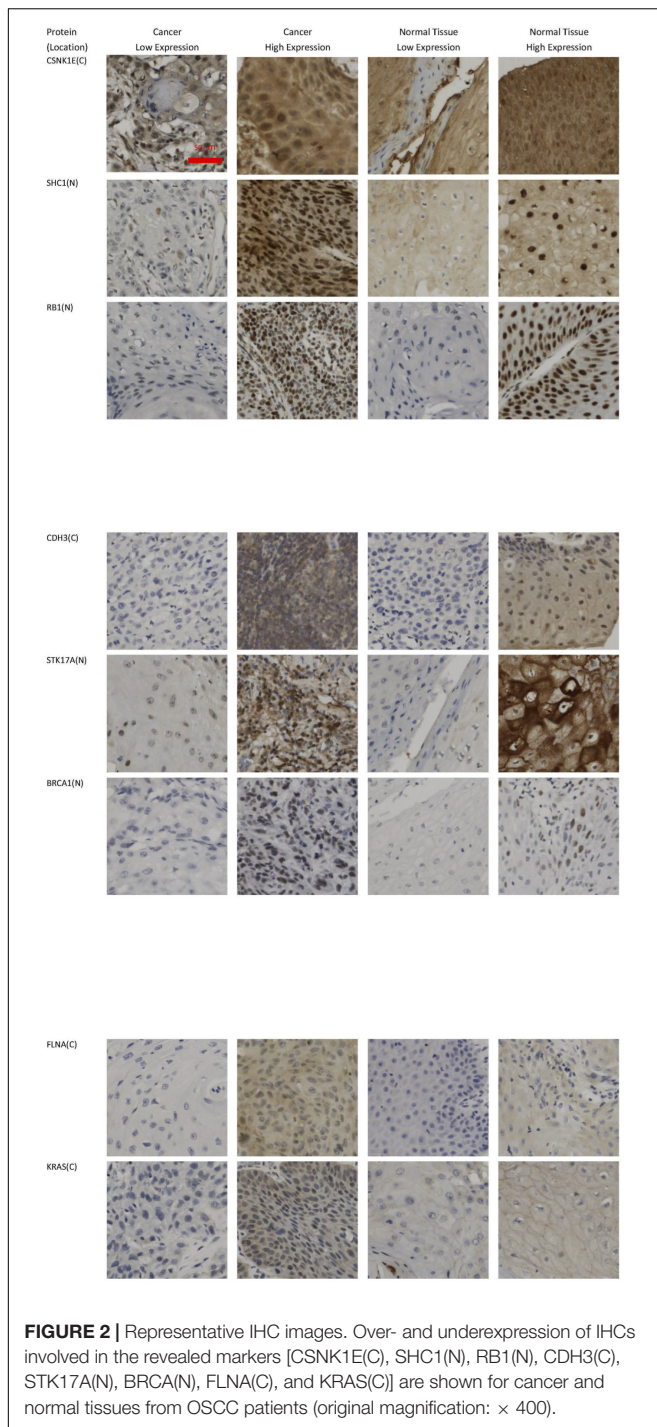 Protein Cancer Cancer Normal Tissue Normal Tissue
(Location) Low Expression High Expression Low Expression High Expression
CSNK1E(C)
SHC1(N)
RB1(N)
CDH3(C)
STK17A(N)
BRCA1(N)
FLNA(C)
KRAS(C)
FIGURE 2 | Representative IHC images. Over- and underexpression of IHCs
involved in the revealed markers [CSNK1E(C), SHC1(N), RB1(N), CDH3(C),
STK17A(N), BRCA(N), FLNA(C), and KRAS(C)] are shown for cancer and
normal tissues from OSCC patients (original magnification: × 400).